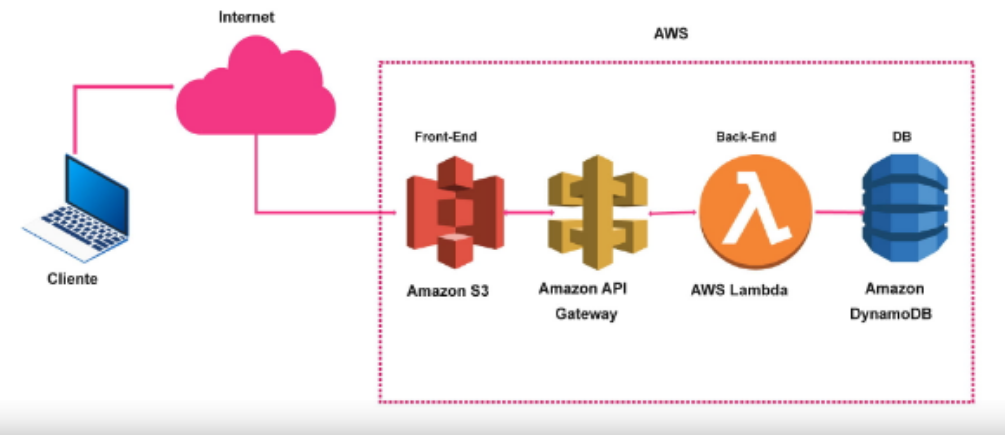 Internet
AWS
Front-End
Back-End
DB
Cliente
Amazon S3
Amazon API
Gateway
AWS Lambda
Amazon
DynamoDB